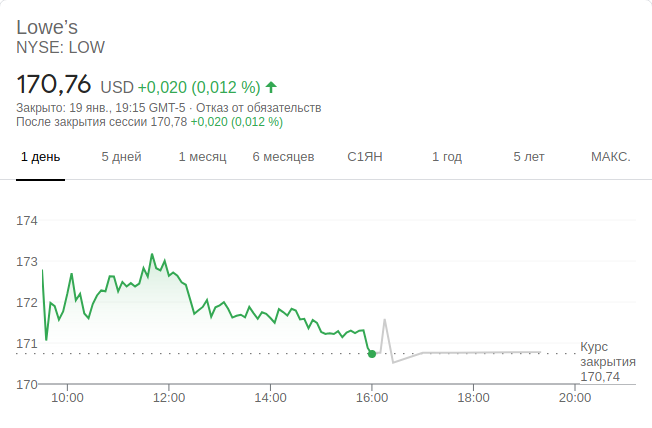 Lowe's
NYSE: LOW
170,76 USD +0,020 (0,012 %)
Закрыто: 19 янв., 19:15 GMT-5 · Отказ от обязательств
После закрытия сессии 170,78 +0,020 (0,012 %)
1 день 5 дней 1 месяц 6 месяцев С1ЯН 1 год 5 лет МАКС.
174
173
172
171
Курс
закрытия
170,74
170
10:00 12:00 14:00 16:00 18:00 20:00